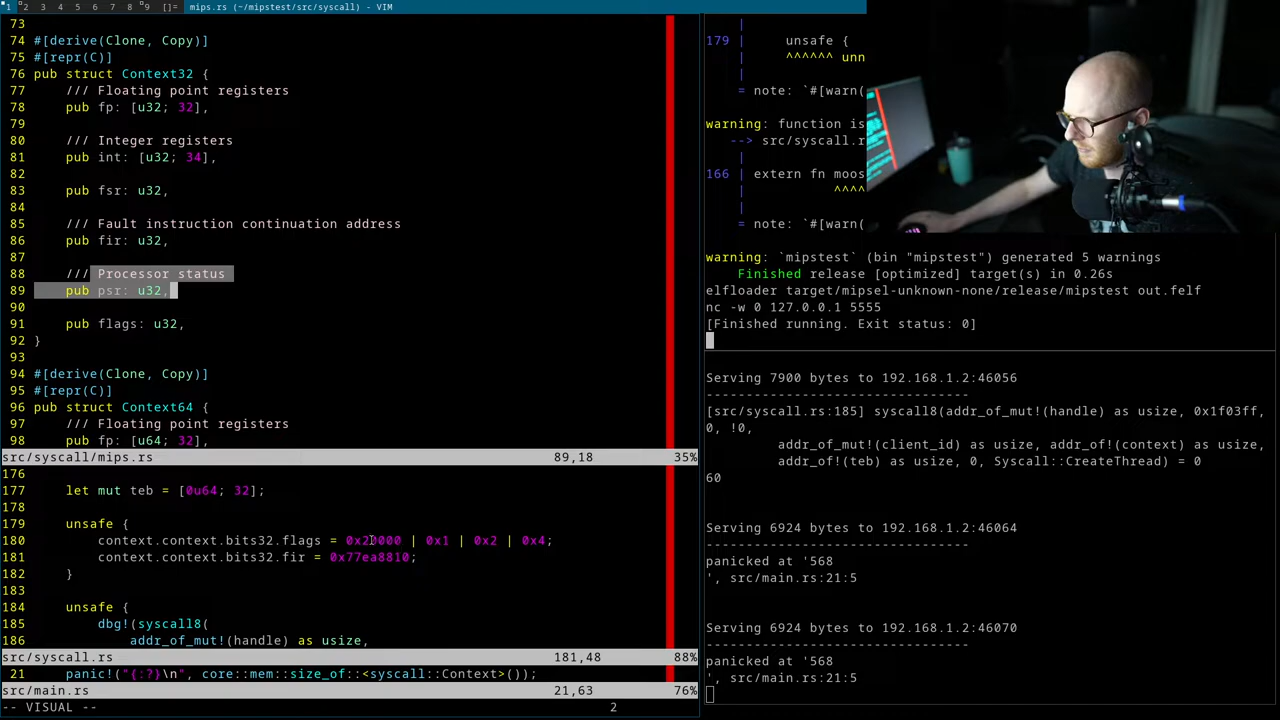 1 2 3 4 5 6 7 8 9 []= mips.rs (~/mipstest/src/syscall) - VIM
73
74 #[derive(Clone, Copy)]
75 #[repr(C)]
76 pub struct Context32 {
77     /// Floating point registers
78     pub fp: [u32; 32],
79
80     /// Integer registers
81     pub int: [u32; 34],
82
83     pub fsr: u32,
84
85     /// Fault instruction continuation address
86     pub fir: u32,
87
88     /// Processor status
89     pub psr: u32,
90
91     pub flags: u32,
92 }
93
94 #[derive(Clone, Copy)]
95 #[repr(C)]
96 pub struct Context64 {
97     /// Floating point registers
98     pub fp: [u64; 32],
src/syscall/mips.rs 89,18 35%
176
177     let mut teb = [0u64; 32];
178
179     unsafe {
180         context.context.bits32.flags = 0x20000 | 0x1 | 0x2 | 0x4;
181         context.context.bits32.fir = 0x77ea8810;
182     }
183
184     unsafe {
185         dbg!(syscall8(
186             addr_of_mut!(handle) as usize,
src/syscall.rs 181,48 88%
21     panic!("{:?}\n", core::mem::size_of::<syscall::Context>());
src/main.rs 21,63 76%
-- VISUAL -- 2
|
179 |     unsafe {
|     ^^^^^^ unn
|
= note: `#[warn(
warning: function is
--> src/syscall.r
|
166 | extern fn moos
|           ^^^^
|
= note: `#[warn(
warning: `mipstest` (bin "mipstest") generated 5 warnings
Finished release [optimized] target(s) in 0.26s
elfloader target/mipsel-unknown-none/release/mipstest out.felf
nc -w 0 127.0.0.1 5555
[Finished running. Exit status: 0]
Serving 7900 bytes to 192.168.1.2:46056
---------------------------------
[src/syscall.rs:185] syscall8(addr_of_mut!(handle) as usize, 0x1f03ff,
0, !0,
addr_of_mut!(client_id) as usize, addr_of!(context) as usize,
addr_of!(teb) as usize, 0, Syscall::CreateThread) = 0
60
Serving 6924 bytes to 192.168.1.2:46064
---------------------------------
panicked at '568
', src/main.rs:21:5
Serving 6924 bytes to 192.168.1.2:46070
---------------------------------
panicked at '568
', src/main.rs:21:5